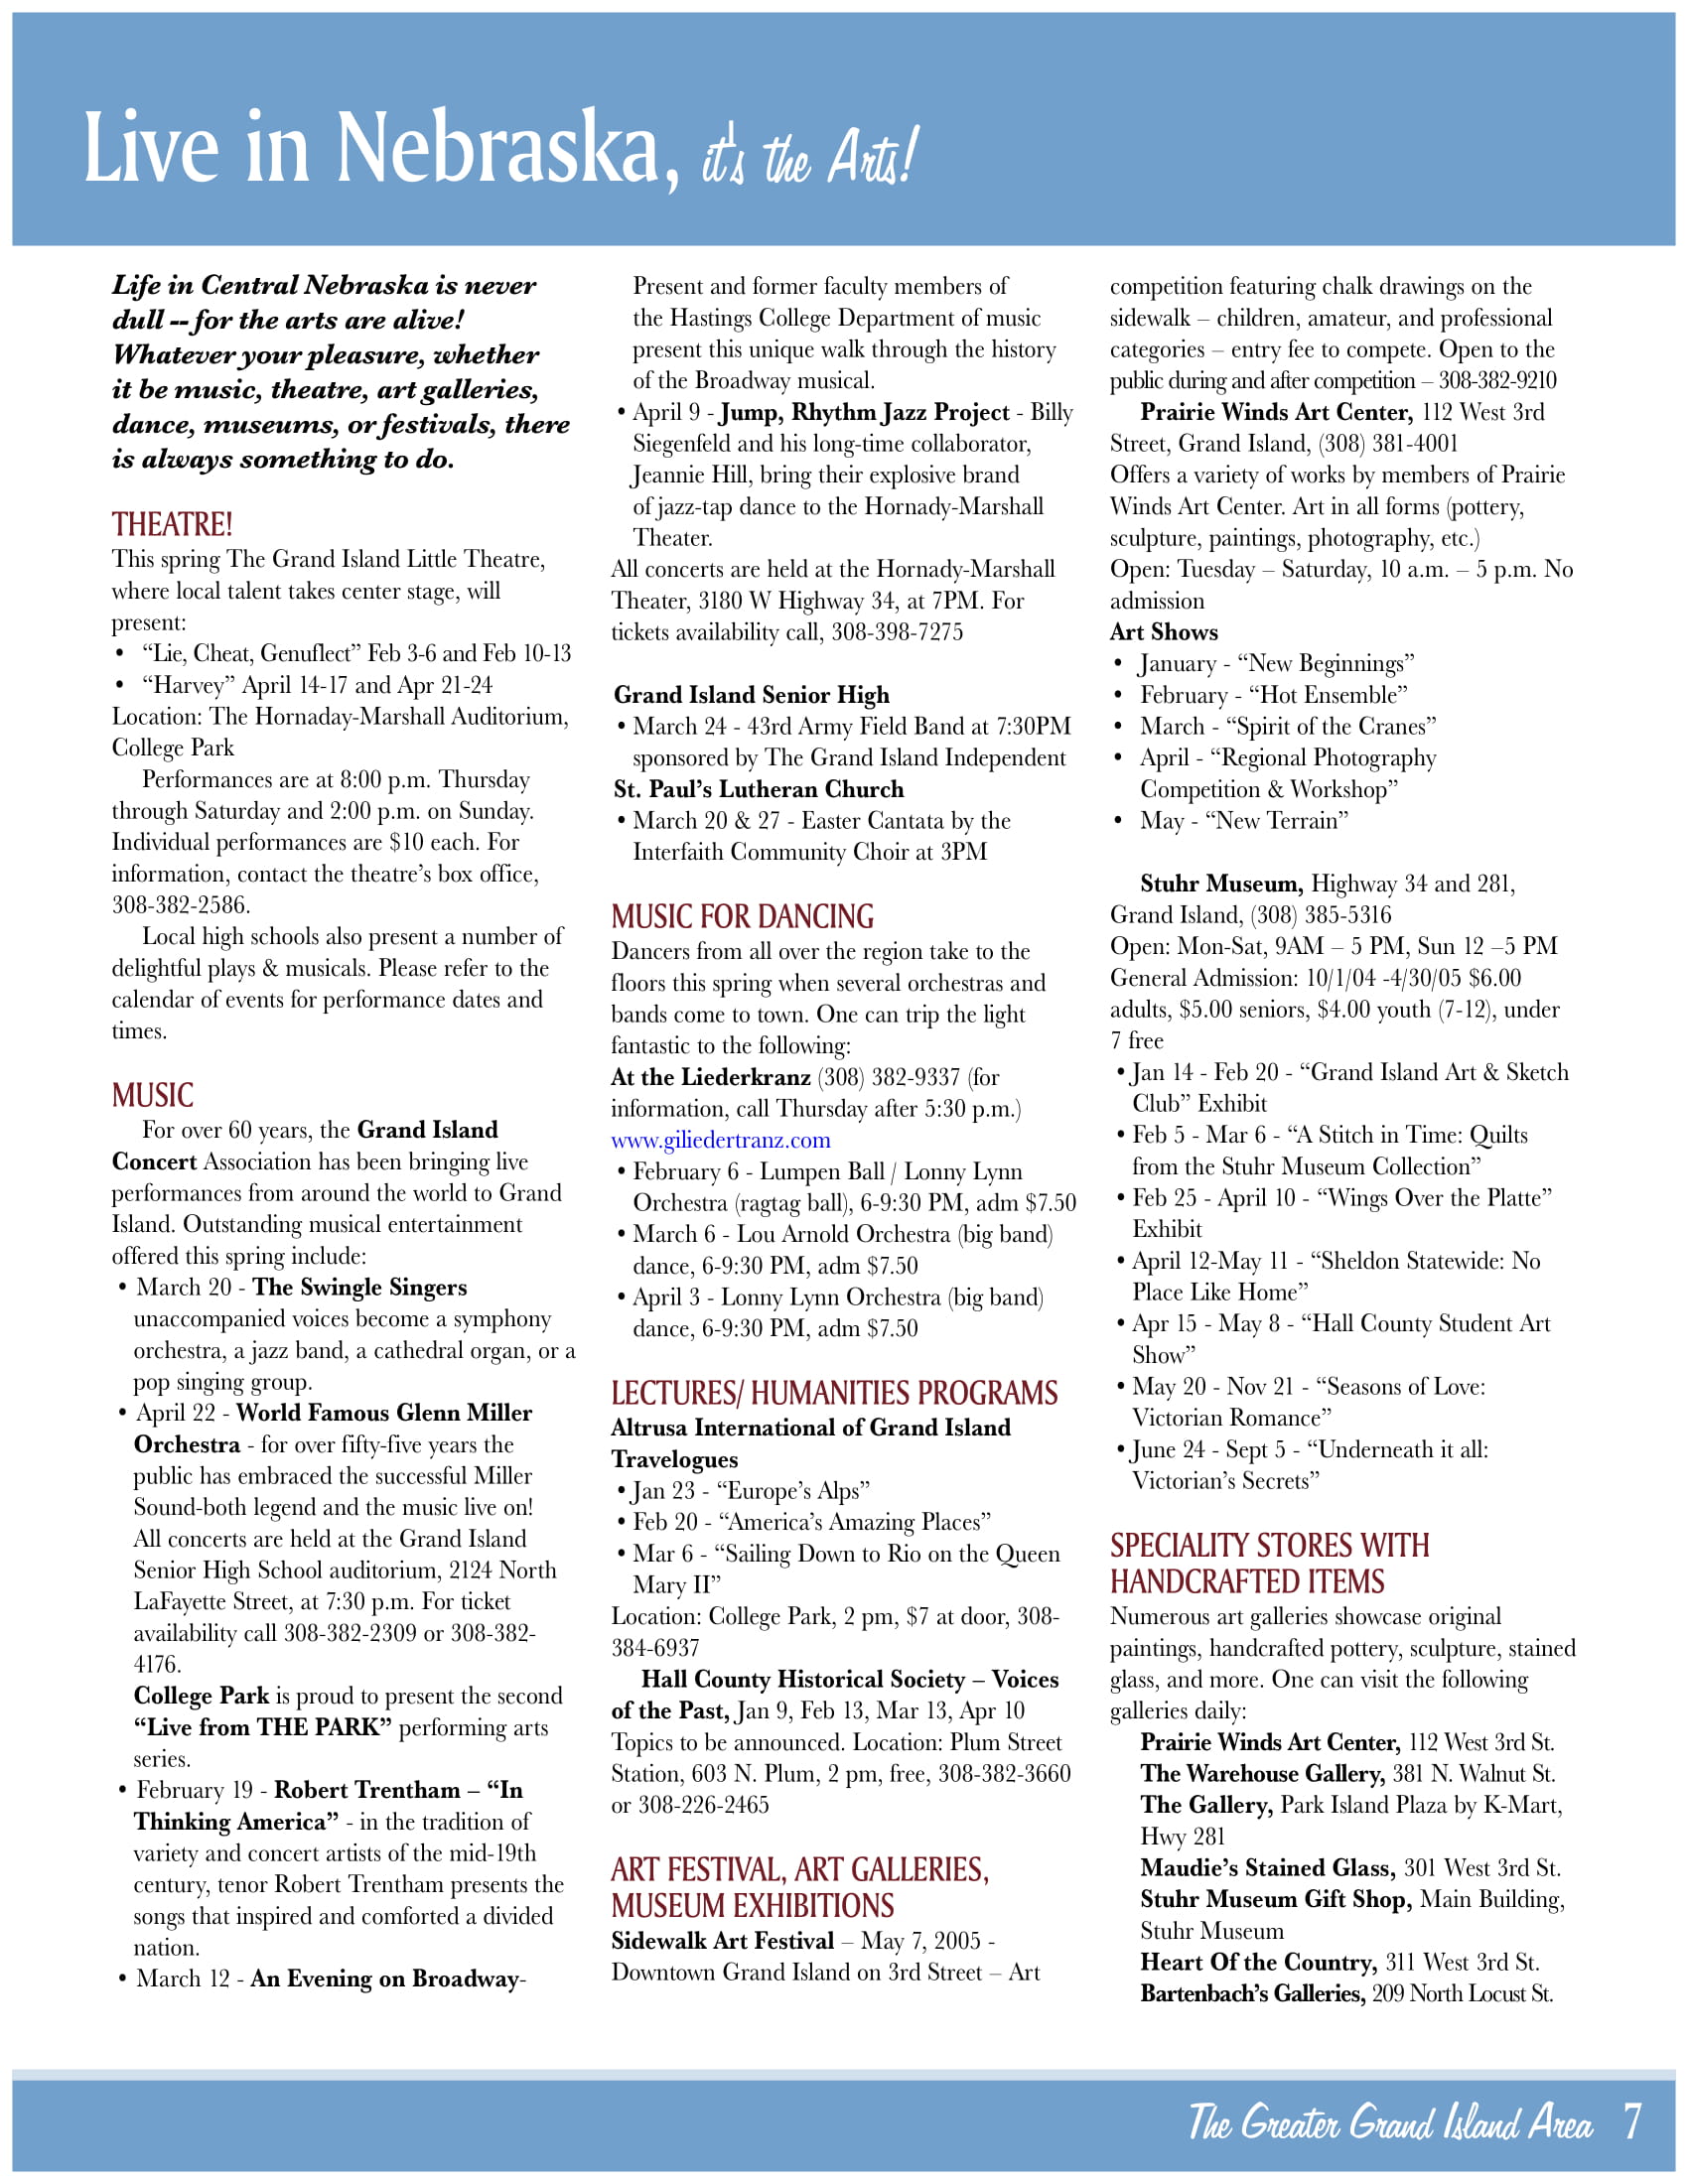 Live in Nebraska, it's the Arts!
Life in Central Nebraska is never
dull -- for the arts are alive!
Whatever your pleasure, whether
it be music, theatre, art galleries,
dance, museums, or festivals, there
is always something to do.
THEATRE!
This spring The Grand Island Little Theatre,
where local talent takes center stage, will
present:
• “Lie, Cheat, Genuflect” Feb 3-6 and Feb 10-13
• “Harvey” April 14-17 and Apr 21-24
Location: The Hornaday-Marshall Auditorium,
College Park
Performances are at 8:00 p.m. Thursday
through Saturday and 2:00 p.m. on Sunday.
Individual performances are $10 each. For
information, contact the theatre’s box office,
308-382-2586.
Local high schools also present a number of
delightful plays & musicals. Please refer to the
calendar of events for performance dates and
times.
MUSIC
For over 60 years, the Grand Island
Concert Association has been bringing live
performances from around the world to Grand
Island. Outstanding musical entertainment
offered this spring include:
• March 20 - The Swingle Singers
unaccompanied voices become a symphony
orchestra, a jazz band, a cathedral organ, or a
pop singing group.
• April 22 - World Famous Glenn Miller
Orchestra - for over fifty-five years the
public has embraced the successful Miller
Sound-both legend and the music live on!
All concerts are held at the Grand Island
Senior High School auditorium, 2124 North
LaFayette Street, at 7:30 p.m. For ticket
availability call 308-382-2309 or 308-382-
4176.
College Park is proud to present the second
“Live from THE PARK” performing arts
series.
• February 19 - Robert Trentham – “In
Thinking America” - in the tradition of
variety and concert artists of the mid-19th
century, tenor Robert Trentham presents the
songs that inspired and comforted a divided
nation.
• March 12 - An Evening on Broadway-
Present and former faculty members of
the Hastings College Department of music
present this unique walk through the history
of the Broadway musical.
• April 9 - Jump, Rhythm Jazz Project - Billy
Siegenfeld and his long-time collaborator,
Jeannie Hill, bring their explosive brand
of jazz-tap dance to the Hornady-Marshall
Theater.
All concerts are held at the Hornady-Marshall
Theater, 3180 W Highway 34, at 7PM. For
tickets availability call, 308-398-7275
Grand Island Senior High
• March 24 - 43rd Army Field Band at 7:30PM
sponsored by The Grand Island Independent
St. Paul’s Lutheran Church
• March 20 & 27 - Easter Cantata by the
Interfaith Community Choir at 3PM
MUSIC FOR DANCING
Dancers from all over the region take to the
floors this spring when several orchestras and
bands come to town. One can trip the light
fantastic to the following:
At the Liederkranz (308) 382-9337 (for
information, call Thursday after 5:30 p.m.)
www.giliedertranz.com
• February 6 - Lumpen Ball / Lonny Lynn
Orchestra (ragtag ball), 6-9:30 PM, adm $7.50
• March 6 - Lou Arnold Orchestra (big band)
dance, 6-9:30 PM, adm $7.50
• April 3 - Lonny Lynn Orchestra (big band)
dance, 6-9:30 PM, adm $7.50
LECTURES/ HUMANITIES PROGRAMS
Altrusa International of Grand Island
Travelogues
• Jan 23 - “Europe’s Alps”
• Feb 20 - “America’s Amazing Places”
• Mar 6 - “Sailing Down to Rio on the Queen
Mary II”
Location: College Park, 2 pm, $7 at door, 308-
384-6937
Hall County Historical Society – Voices
of the Past, Jan 9, Feb 13, Mar 13, Apr 10
Topics to be announced. Location: Plum Street
Station, 603 N. Plum, 2 pm, free, 308-382-3660
or 308-226-2465
ART FESTIVAL, ART GALLERIES,
MUSEUM EXHIBITIONS
Sidewalk Art Festival – May 7, 2005 -
Downtown Grand Island on 3rd Street – Art
competition featuring chalk drawings on the
sidewalk – children, amateur, and professional
categories – entry fee to compete. Open to the
public during and after competition – 308-382-9210
Prairie Winds Art Center, 112 West 3rd
Street, Grand Island, (308) 381-4001
Offers a variety of works by members of Prairie
Winds Art Center. Art in all forms (pottery,
sculpture, paintings, photography, etc.)
Open: Tuesday – Saturday, 10 a.m. – 5 p.m. No
admission
Art Shows
• January - “New Beginnings”
• February - “Hot Ensemble”
• March - “Spirit of the Cranes”
• April - “Regional Photography
Competition & Workshop”
• May - “New Terrain”
Stuhr Museum, Highway 34 and 281,
Grand Island, (308) 385-5316
Open: Mon-Sat, 9AM – 5 PM, Sun 12 –5 PM
General Admission: 10/1/04 -4/30/05 $6.00
adults, $5.00 seniors, $4.00 youth (7-12), under
7 free
• Jan 14 - Feb 20 - “Grand Island Art & Sketch
Club” Exhibit
• Feb 5 - Mar 6 - “A Stitch in Time: Quilts
from the Stuhr Museum Collection”
• Feb 25 - April 10 - “Wings Over the Platte”
Exhibit
• April 12-May 11 - “Sheldon Statewide: No
Place Like Home”
• Apr 15 - May 8 - “Hall County Student Art
Show”
• May 20 - Nov 21 - “Seasons of Love:
Victorian Romance”
• June 24 - Sept 5 - “Underneath it all:
Victorian’s Secrets”
SPECIALITY STORES WITH
HANDCRAFTED ITEMS
Numerous art galleries showcase original
paintings, handcrafted pottery, sculpture, stained
glass, and more. One can visit the following
galleries daily:
Prairie Winds Art Center, 112 West 3rd St.
The Warehouse Gallery, 381 N. Walnut St.
The Gallery, Park Island Plaza by K-Mart,
Hwy 281
Maudie’s Stained Glass, 301 West 3rd St.
Stuhr Museum Gift Shop, Main Building,
Stuhr Museum
Heart Of the Country, 311 West 3rd St.
Bartenbach’s Galleries, 209 North Locust St.
The Greater Grand Island Area 7